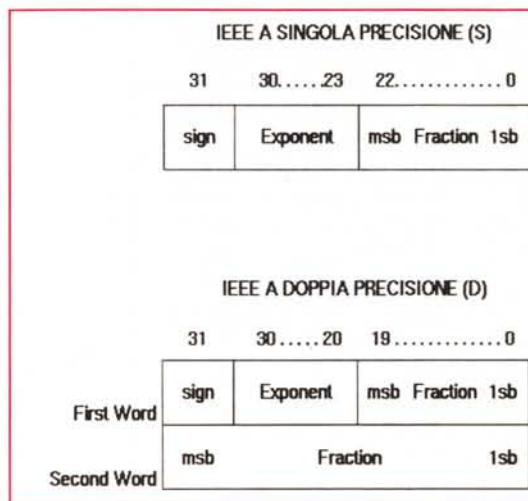 IEEE A SINGOLA PRECISIONE (S)
31 30......23 22.............0
sign Exponent msb Fraction 1sb
IEEE A DOPPIA PRECISIONE (D)
31 30.....20 19.............0
First Word sign Exponent msb Fraction 1sb
Second Word msb Fraction 1sb